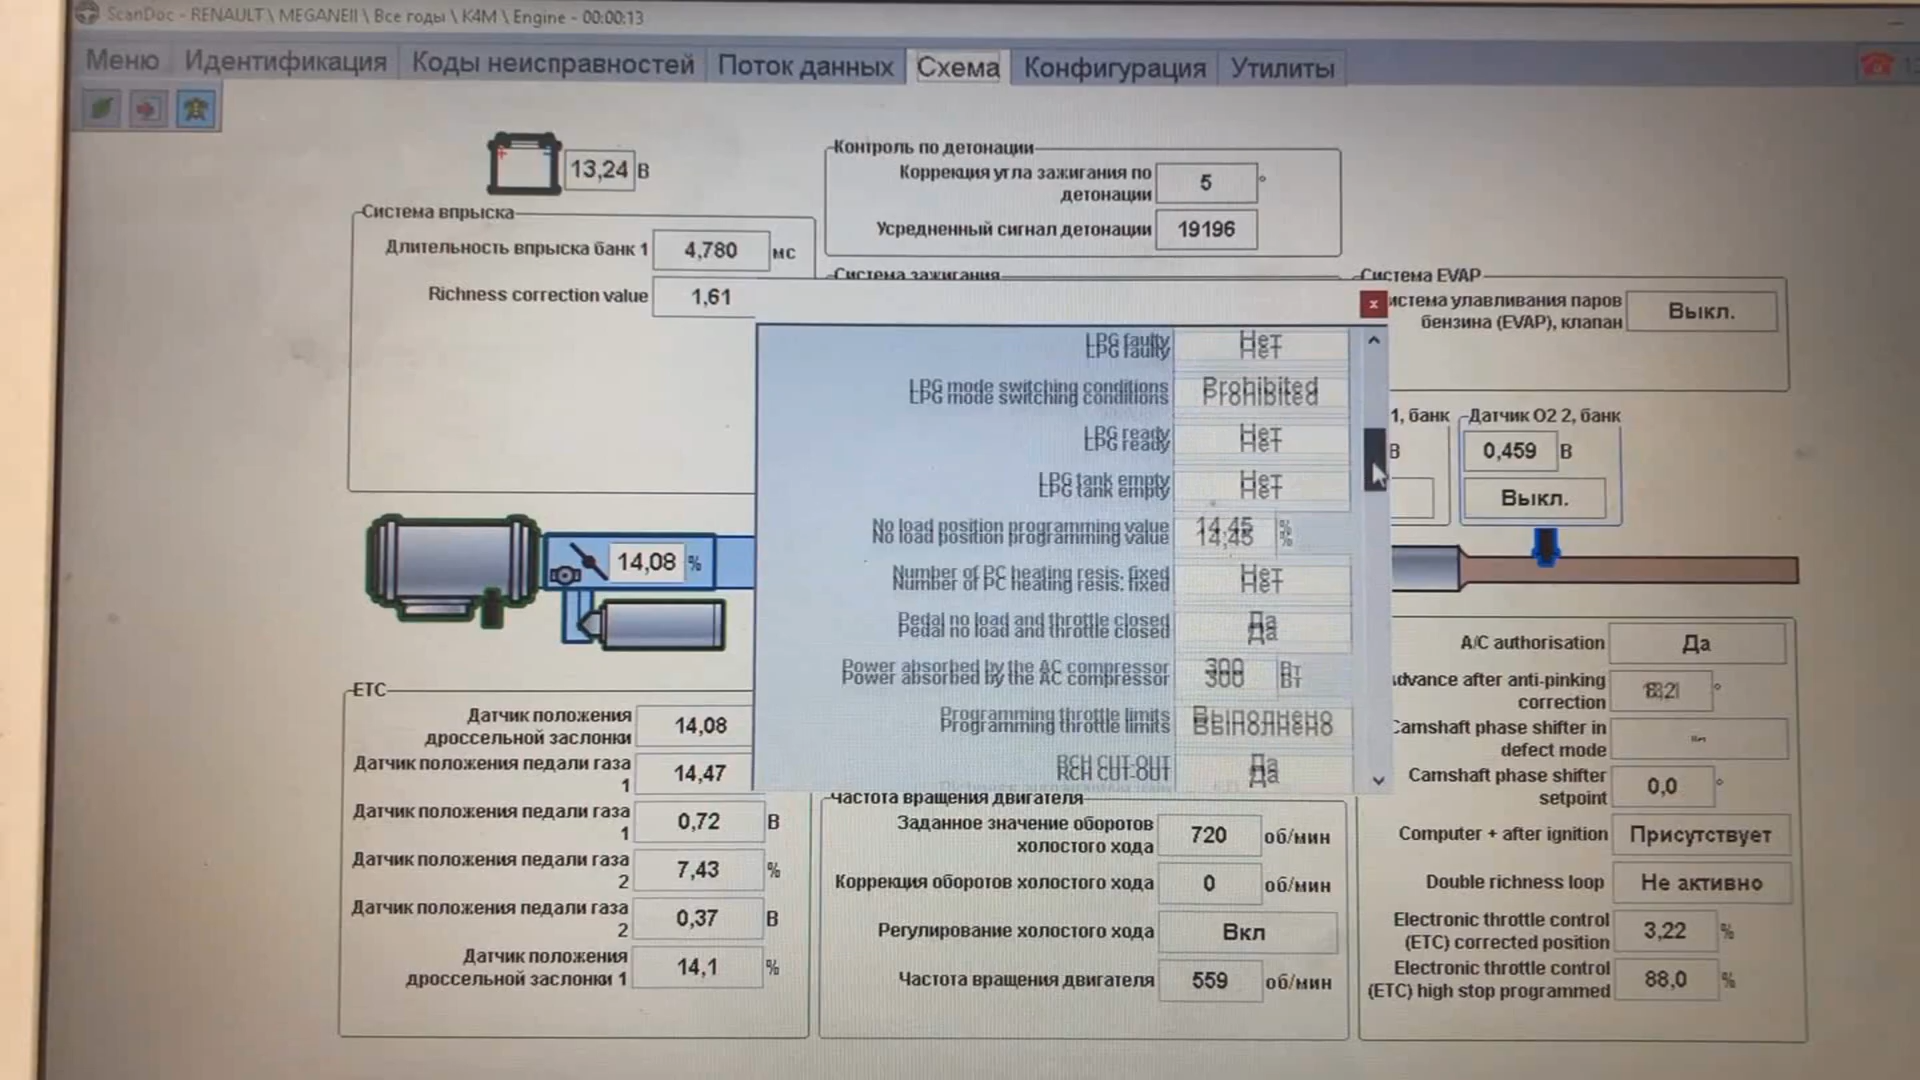 ScanDoc - RENAULT \ MEGANEII \ Все годы \ K4M \ Engine - 00:00:13
Меню Идентификация Коды неисправностей Поток данных Схема Конфигурация Утилиты
13,24 В
Контроль по детонации
Коррекция угла зажигания по
детонации
5 °
Усредненный сигнал детонации 19196
Система впрыска
Длительность впрыска банк 1 4,780 мс
Richness correction value 1,61
Система зажигания
Система EVAP
истема улавливания паров
бензина (EVAP), клапан
Выкл.
x
LPG faulty Нет
LPG mode switching conditions Prohibited
LPG ready Нет
LPG tank empty Нет
No load position programming value 14,45 %
Number of PC heating resis. fixed Нет
Pedal no load and throttle closed Да
Power absorbed by the AC compressor 300 Вт
Programming throttle limits Выполнено
RCH CUT-OUT Да
1, банк
В
Датчик O2 2, банк
0,459 В
Выкл.
14,08 %
ETC
Датчик положения
дроссельной заслонки
14,08
Датчик положения педали газа
1
14,47
Датчик положения педали газа
1
0,72 В
Датчик положения педали газа
2
7,43 %
Датчик положения педали газа
2
0,37 В
Датчик положения
дроссельной заслонки 1
14,1 %
Частота вращения двигателя
Заданное значение оборотов
холостого хода
720 об/мин
Коррекция оборотов холостого хода 0 об/мин
Регулирование холостого хода Вкл
Частота вращения двигателя 559 об/мин
A/C authorisation Да
dvance after anti-pinking
correction
°
Camshaft phase shifter in
defect mode
Camshaft phase shifter
setpoint
0,0 °
Computer + after ignition Присутствует
Double richness loop Не активно
Electronic throttle control
(ETC) corrected position
3,22 %
Electronic throttle control
(ETC) high stop programmed
88,0 %